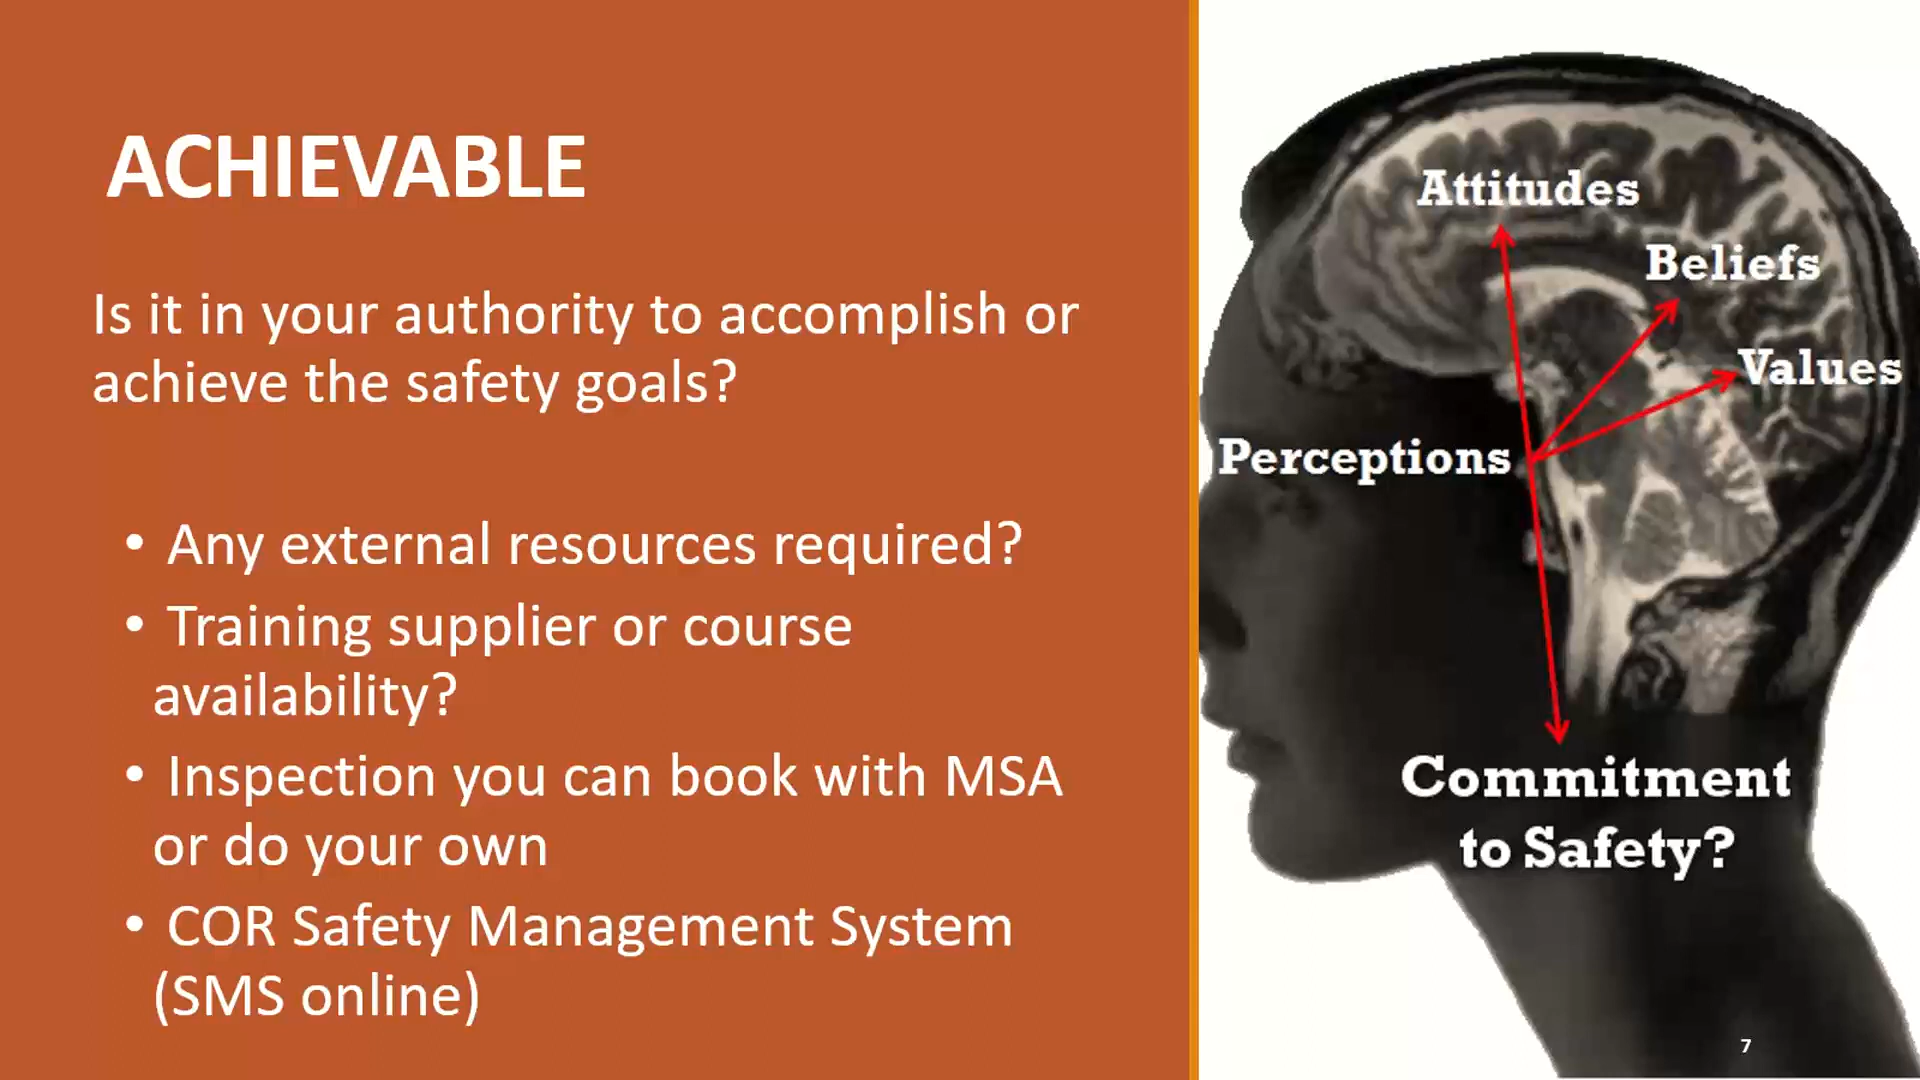 ACHIEVABLE
Is it in your authority to accomplish or
achieve the safety goals?
• Any external resources required?
• Training supplier or course
availability?
• Inspection you can book with MSA
or do your own
• COR Safety Management System
(SMS online)
Attitudes
Beliefs
Values
Perceptions
Commitment
to Safety?
7